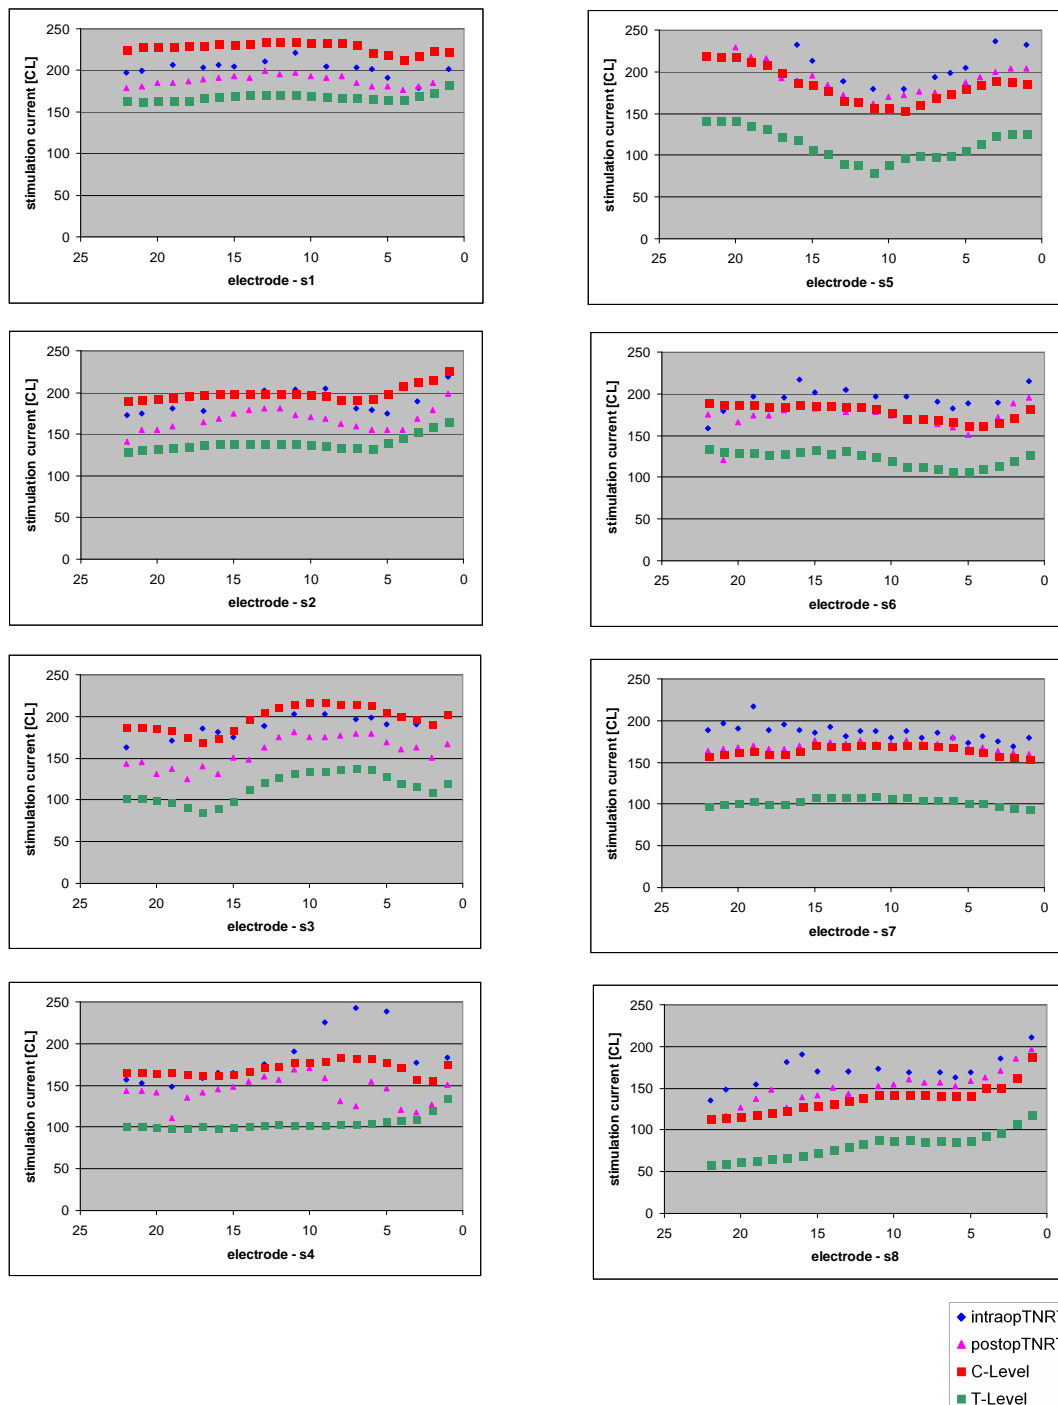 250
200
150
100
50
0
25 20 15 10 5 0
stimulation current [CL]
electrode - s1
250
200
150
100
50
0
25 20 15 10 5 0
stimulation current [CL]
electrode - s5
250
200
150
100
50
0
25 20 15 10 5 0
stimulation current [CL]
electrode - s2
250
200
150
100
50
0
25 20 15 10 5 0
stimulation current [CL]
electrode - s6
250
200
150
100
50
0
25 20 15 10 5 0
stimulation current [CL]
electrode - s3
250
200
150
100
50
0
25 20 15 10 5 0
stimulation current [CL]
electrode - s7
250
200
150
100
50
0
25 20 15 10 5 0
stimulation current [CL]
electrode - s4
250
200
150
100
50
0
25 20 15 10 5 0
stimulation current [CL]
electrode - s8
intraopTNRT
postopTNRT
C-Level
T-Level